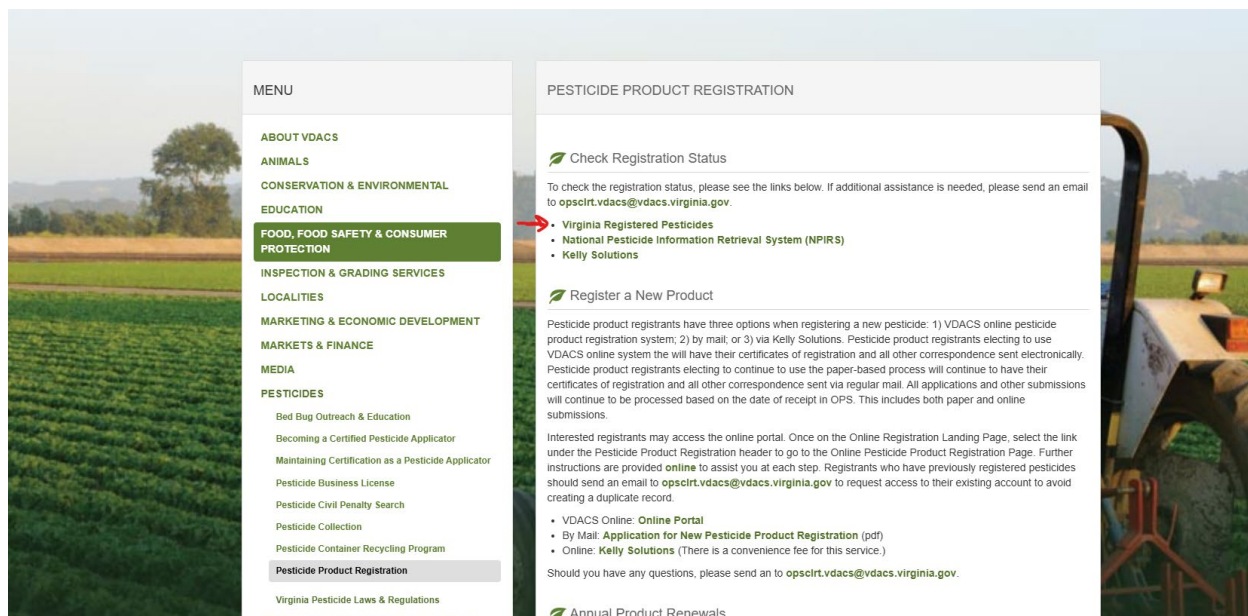 MENU
ABOUT VDACS
ANIMALS
CONSERVATION & ENVIRONMENTAL
EDUCATION
FOOD, FOOD SAFETY & CONSUMER
PROTECTION
INSPECTION & GRADING SERVICES
LOCALITIES
MARKETING & ECONOMIC DEVELOPMENT
MARKETS & FINANCE
MEDIA
PESTICIDES
Bed Bug Outreach & Education
Becoming a Certified Pesticide Applicator
Maintaining Certification as a Pesticide Applicator
Pesticide Business License
Pesticide Civil Penalty Search
Pesticide Collection
Pesticide Container Recycling Program
Pesticide Product Registration
Virginia Pesticide Laws & Regulations
PESTICIDE PRODUCT REGISTRATION
Check Registration Status
To check the registration status, please see the links below. If additional assistance is needed, please send an email
to opsclrt.vdacs@vdacs.virginia.gov.
• Virginia Registered Pesticides
• National Pesticide Information Retrieval System (NPIRS)
• Kelly Solutions
Register a New Product
Pesticide product registrants have three options when registering a new pesticide: 1) VDACS online pesticide
product registration system; 2) by mail; or 3) via Kelly Solutions. Pesticide product registrants electing to use
VDACS online system the will have their certificates of registration and all other correspondence sent electronically.
Pesticide product registrants electing to continue to use the paper-based process will continue to have their
certificates of registration and all other correspondence sent via regular mail. All applications and other submissions
will continue to be processed based on the date of receipt in OPS. This includes both paper and online
submissions.
Interested registrants may access the online portal. Once on the Online Registration Landing Page, select the link
under the Pesticide Product Registration header to go to the Online Pesticide Product Registration Page. Further
instructions are provided online to assist you at each step. Registrants who have previously registered pesticides
should send an email to opsclrt.vdacs@vdacs.virginia.gov to request access to their existing account to avoid
creating a duplicate record.
• VDACS Online: Online Portal
• By Mail: Application for New Pesticide Product Registration (pdf)
• Online: Kelly Solutions (There is a convenience fee for this service.)
Should you have any questions, please send an to opsclrt.vdacs@vdacs.virginia.gov.
Annual Product Renewals